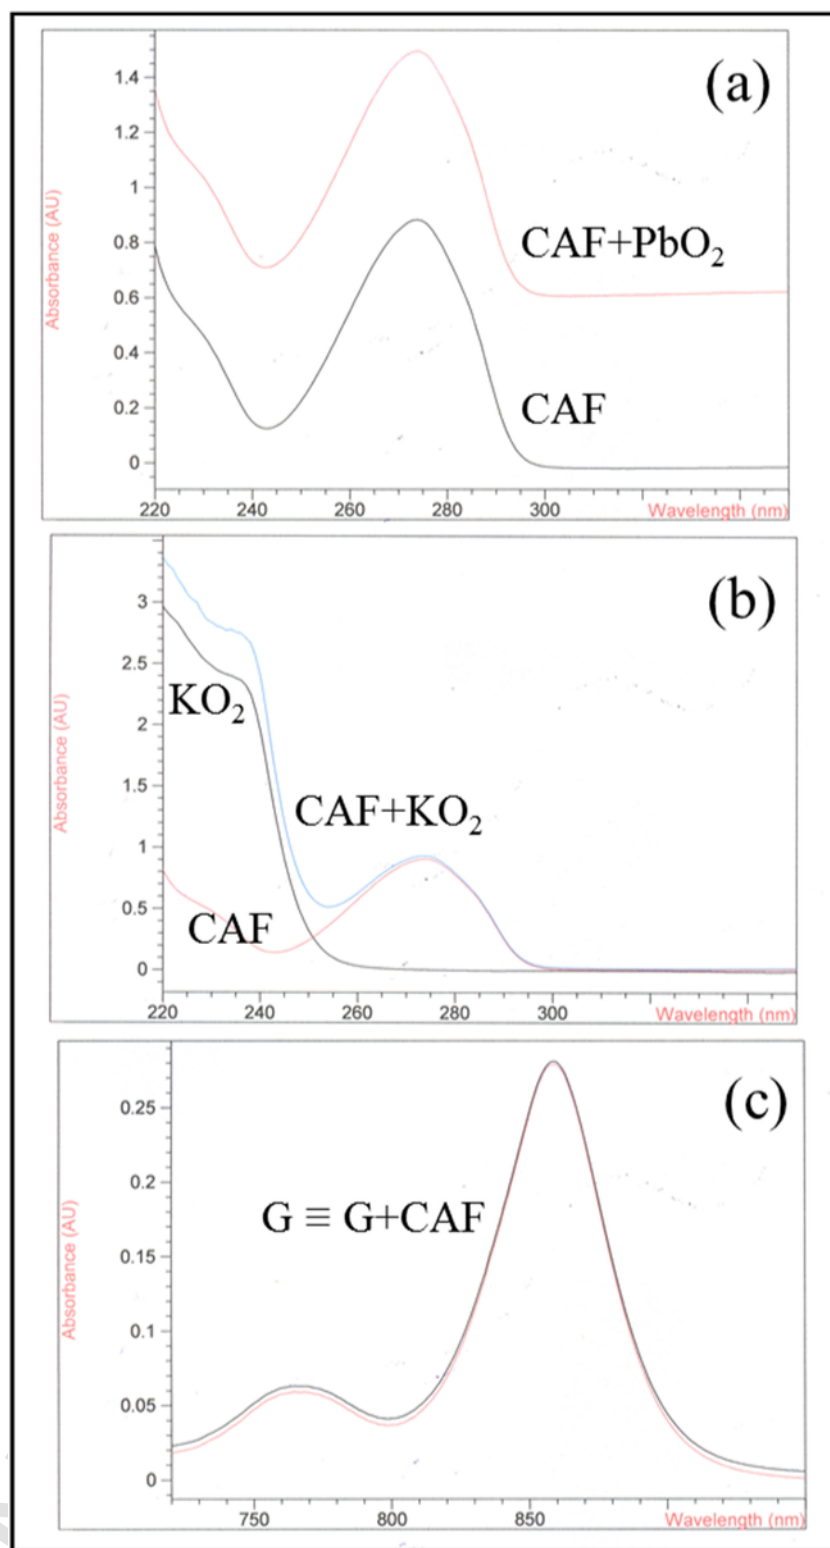 (a)
1.4
1.2
1
0.8
0.6
0.4
0.2
0
Absorbance (AU)
CAF+PbO₂
CAF
220 240 260 280 300 Wavelength (nm)
(b)
3
2.5
2
1.5
1
0.5
0
Absorbance (AU)
KO₂
CAF+KO₂
CAF
220 240 260 280 300 Wavelength (nm)
(c)
0.25
0.2
0.15
0.1
0.05
0
Absorbance (AU)
G ≡ G+CAF
750 800 850 Wavelength (nm)